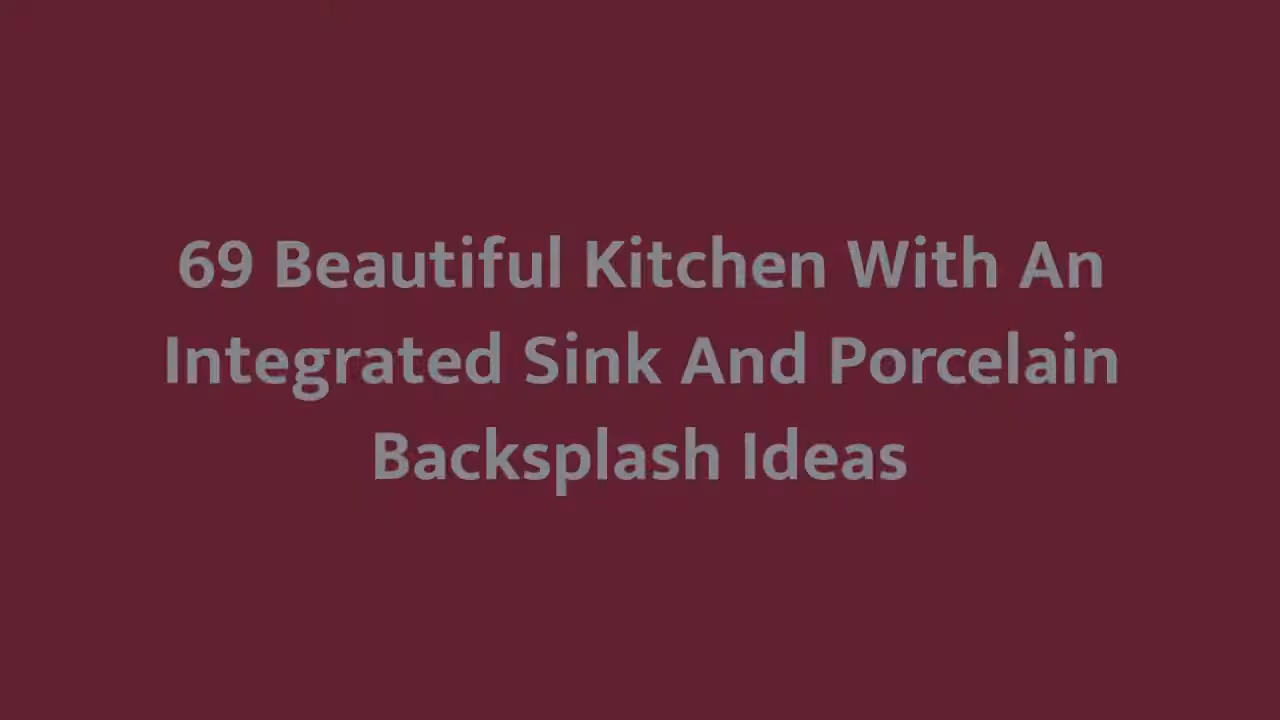 69 Beautiful Kitchen With An
Integrated Sink And Porcelain
Backsplash Ideas